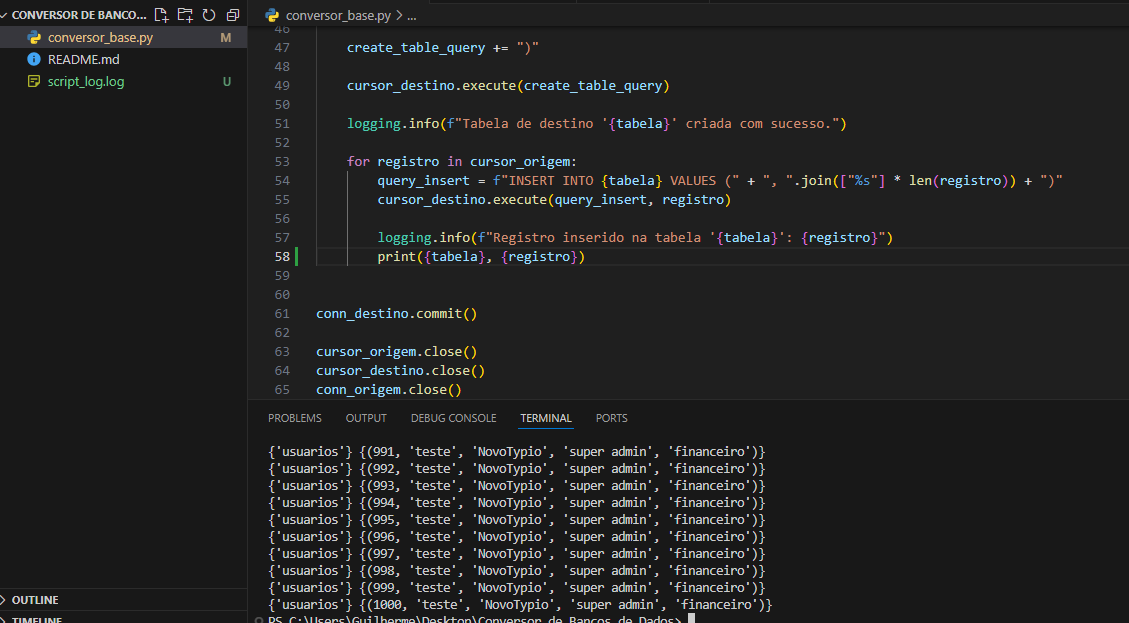 CONVERSOR DE BANCO...
conversor_base.py M
README.md
script_log.log U
OUTLINE
TIMELINE
conversor_base.py > ...
46
47 create_table_query += ")"
48
49 cursor_destino.execute(create_table_query)
50
51 logging.info(f"Tabela de destino '{tabela}' criada com sucesso.")
52
53 for registro in cursor_origem:
54 query_insert = f"INSERT INTO {tabela} VALUES (" + ", ".join(["%s"] * len(registro)) + ")"
55 cursor_destino.execute(query_insert, registro)
56
57 logging.info(f"Registro inserido na tabela '{tabela}': {registro}")
58 print({tabela}, {registro})
59
60
61 conn_destino.commit()
62
63 cursor_origem.close()
64 cursor_destino.close()
65 conn_origem.close()
PROBLEMS OUTPUT DEBUG CONSOLE TERMINAL PORTS
{'usuarios'} {(991, 'teste', 'NovoTypio', 'super admin', 'financeiro')}
{'usuarios'} {(992, 'teste', 'NovoTypio', 'super admin', 'financeiro')}
{'usuarios'} {(993, 'teste', 'NovoTypio', 'super admin', 'financeiro')}
{'usuarios'} {(994, 'teste', 'NovoTypio', 'super admin', 'financeiro')}
{'usuarios'} {(995, 'teste', 'NovoTypio', 'super admin', 'financeiro')}
{'usuarios'} {(996, 'teste', 'NovoTypio', 'super admin', 'financeiro')}
{'usuarios'} {(997, 'teste', 'NovoTypio', 'super admin', 'financeiro')}
{'usuarios'} {(998, 'teste', 'NovoTypio', 'super admin', 'financeiro')}
{'usuarios'} {(999, 'teste', 'NovoTypio', 'super admin', 'financeiro')}
{'usuarios'} {(1000, 'teste', 'NovoTypio', 'super admin', 'financeiro')}
PS C:\Users\Guilherme\Desktop\Conversor de Bancos de Dados>